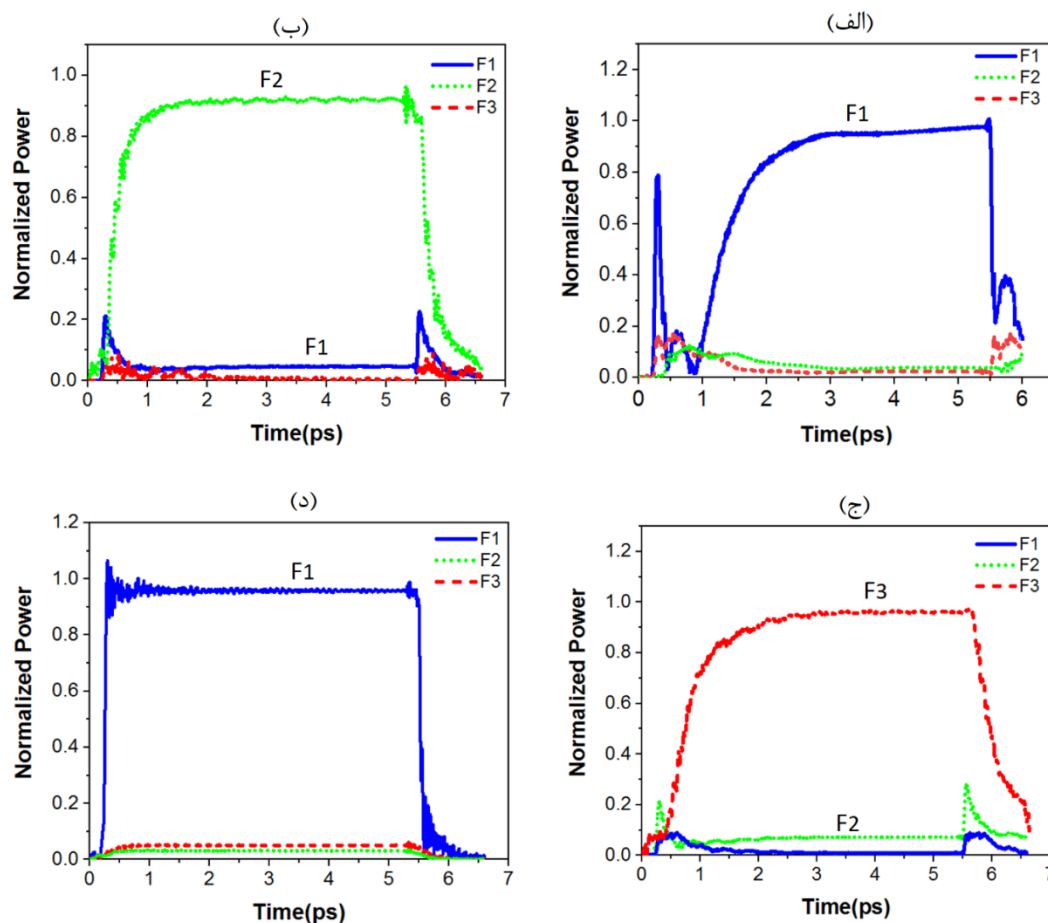 (ب)
Normalized Power
1.0
0.8
0.6
0.4
0.2
0.0
F1
F2
F3
F2
F1
0 1 2 3 4 5 6 7
Time(ps)
(الف)
Normalized Power
1.2
1.0
0.8
0.6
0.4
0.2
0.0
F1
F2
F3
F1
0 1 2 3 4 5 6
Time(ps)
(د)
Normalized Power
1.2
1.0
0.8
0.6
0.4
0.2
0.0
F1
F2
F3
F1
0 1 2 3 4 5 6 7
Time(ps)
(ج)
Normalized Power
1.2
1.0
0.8
0.6
0.4
0.2
0.0
F1
F2
F3
F3
F2
0 1 2 3 4 5 6 7
Time(ps)